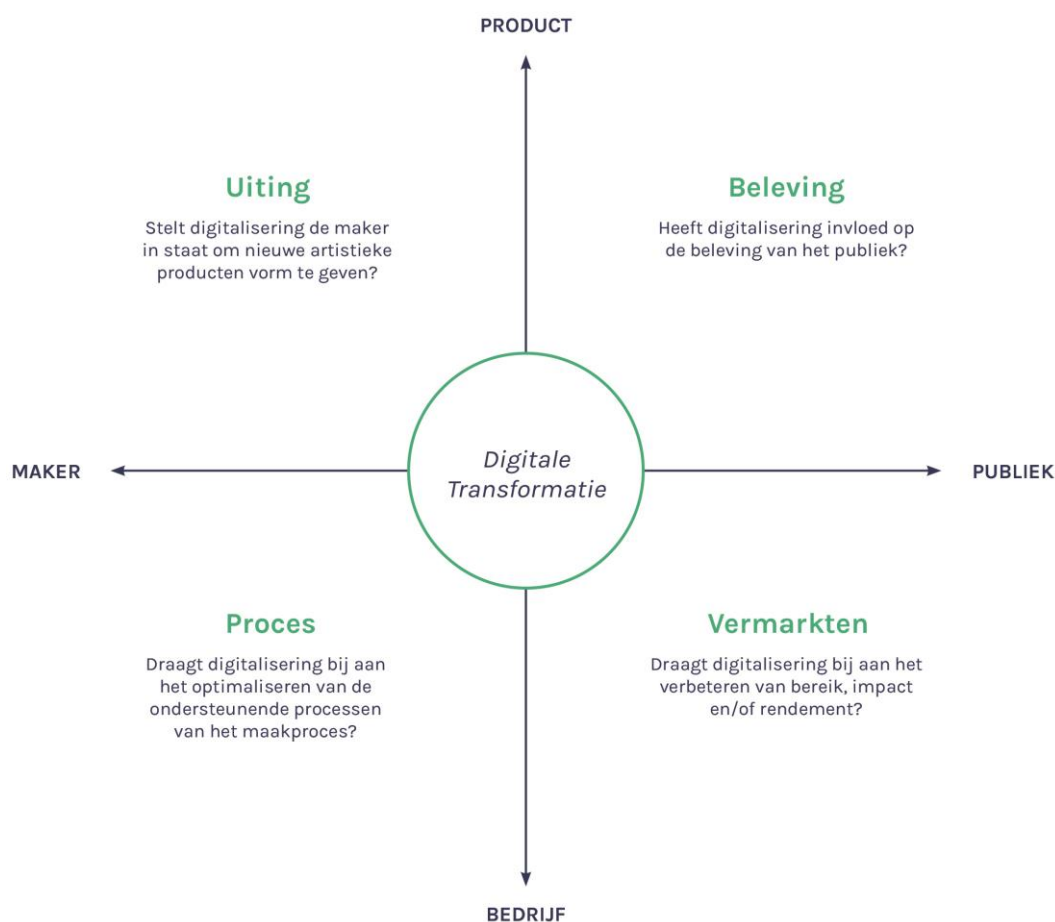 PRODUCT
Uiting
Stelt digitalisering de maker
in staat om nieuwe artistieke
producten vorm te geven?
Beleving
Heeft digitalisering invloed op
de beleving van het publiek?
MAKER
Digitale
Transformatie
PUBLIEK
Proces
Draagt digitalisering bij aan
het optimaliseren van de
ondersteunende processen
van het maakproces?
Vermarkten
Draagt digitalisering bij aan het
verbeteren van bereik, impact
en/of rendement?
BEDRIJF